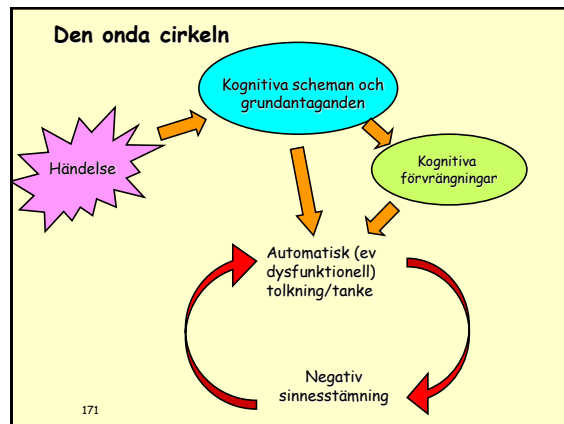 Den onda cirkeln
Kognitiva scheman och
grundantaganden
Händelse
Kognitiva
förvrängningar
Automatisk (ev
dysfunktionell)
tolkning/tanke
Negativ
sinnesstämning
171